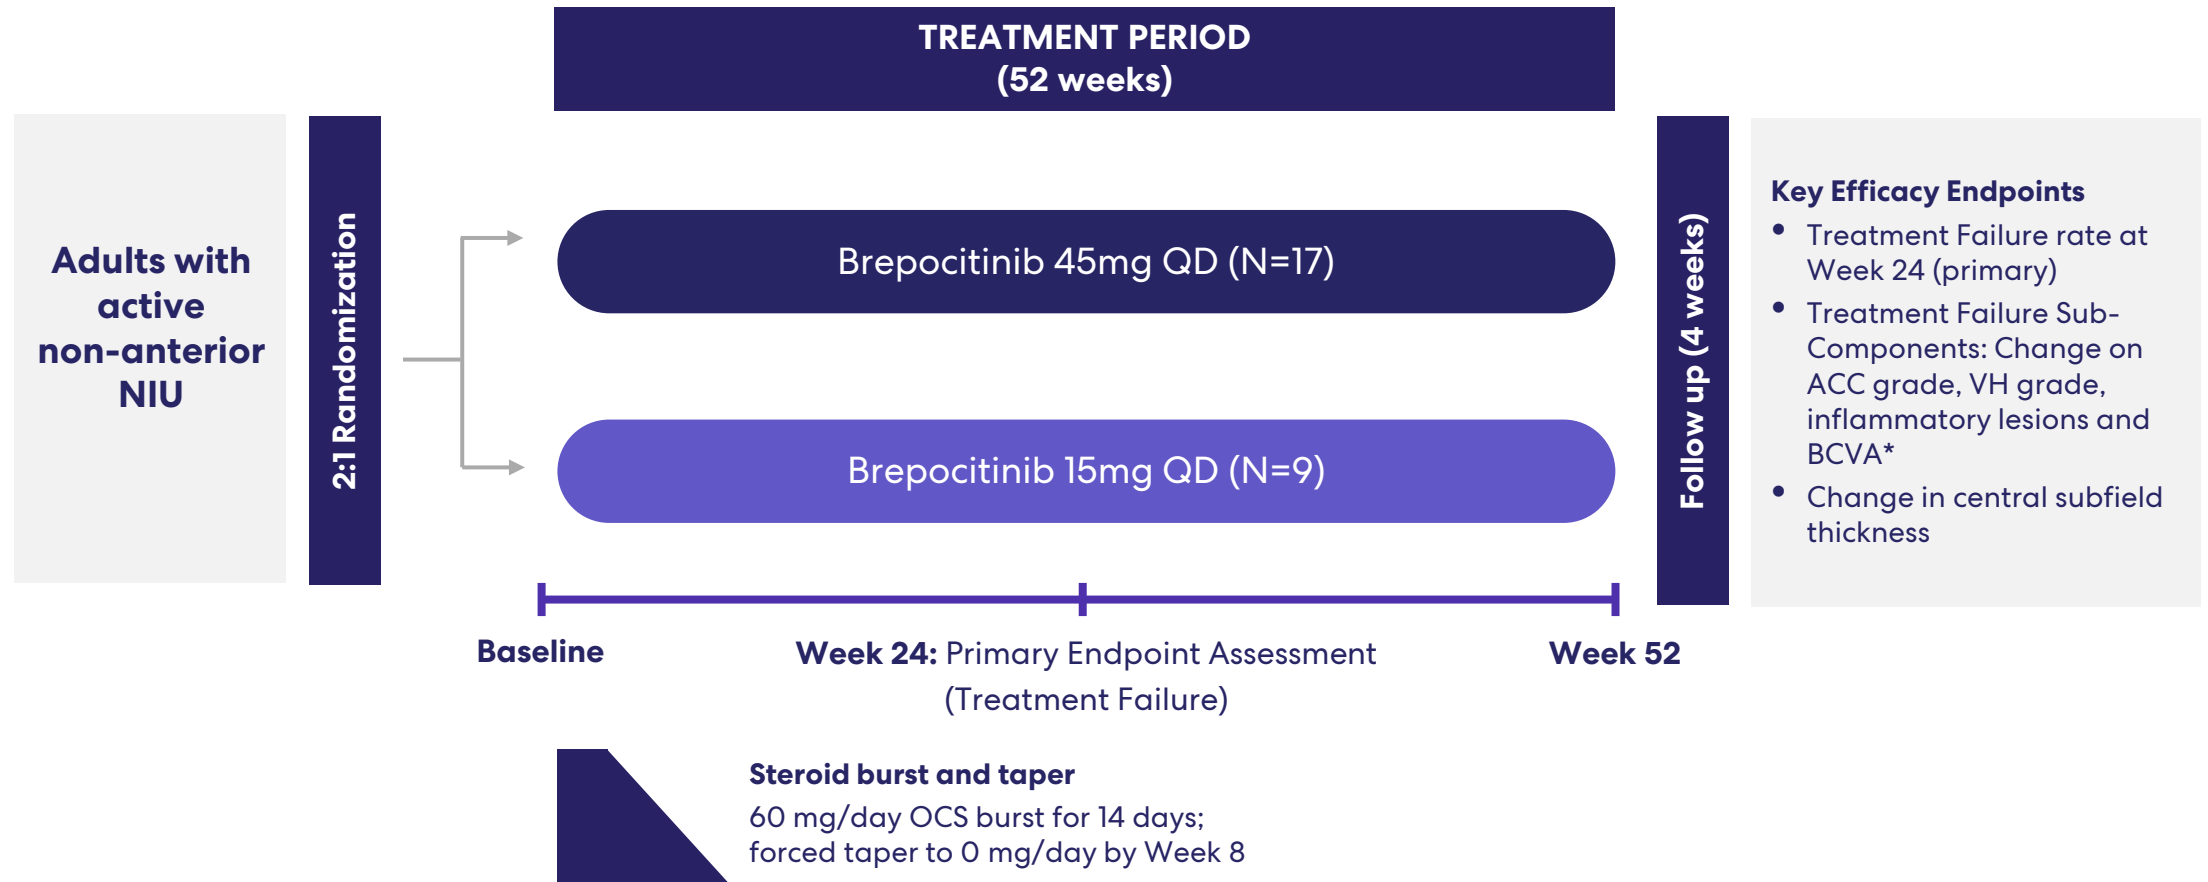 TREATMENT PERIOD
(52 weeks)
Adults with
active
non-anterior
NIU
2:1 Randomization
Brepocitinib 45mg QD (N=17)
Brepocitinib 15mg QD (N=9)
Follow up (4 weeks)
Key Efficacy Endpoints
• Treatment Failure rate at
Week 24 (primary)
• Treatment Failure Sub-
Components: Change on
ACC grade, VH grade,
inflammatory lesions and
BCVA*
• Change in central subfield
thickness
Baseline
Week 24: Primary Endpoint Assessment
(Treatment Failure)
Week 52
Steroid burst and taper
60 mg/day OCS burst for 14 days;
forced taper to 0 mg/day by Week 8